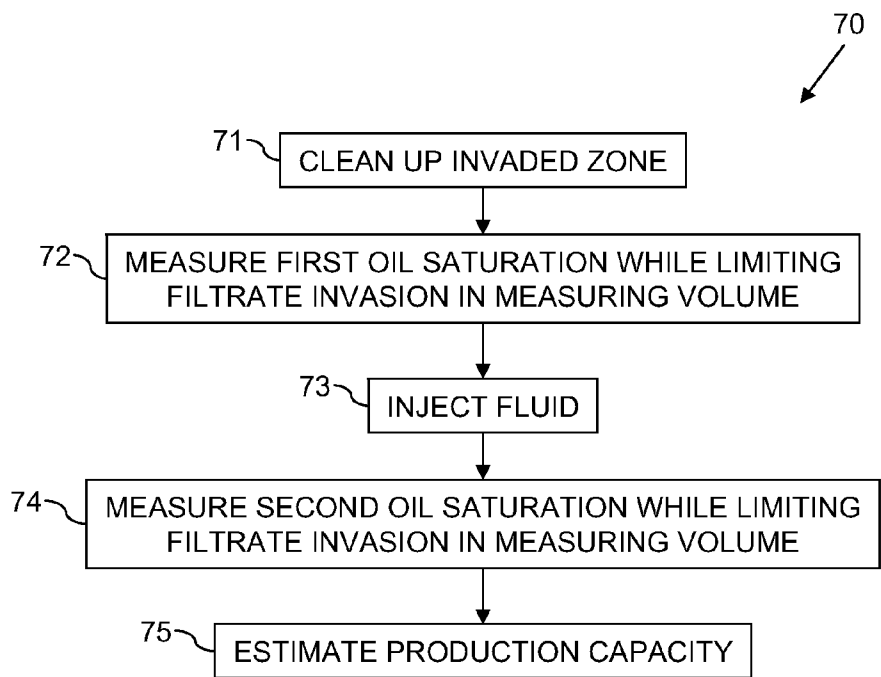 70
71
CLEAN UP INVADED ZONE
72
MEASURE FIRST OIL SATURATION WHILE LIMITING
FILTRATE INVASION IN MEASURING VOLUME
73
INJECT FLUID
74
MEASURE SECOND OIL SATURATION WHILE LIMITING
FILTRATE INVASION IN MEASURING VOLUME
75
ESTIMATE PRODUCTION CAPACITY